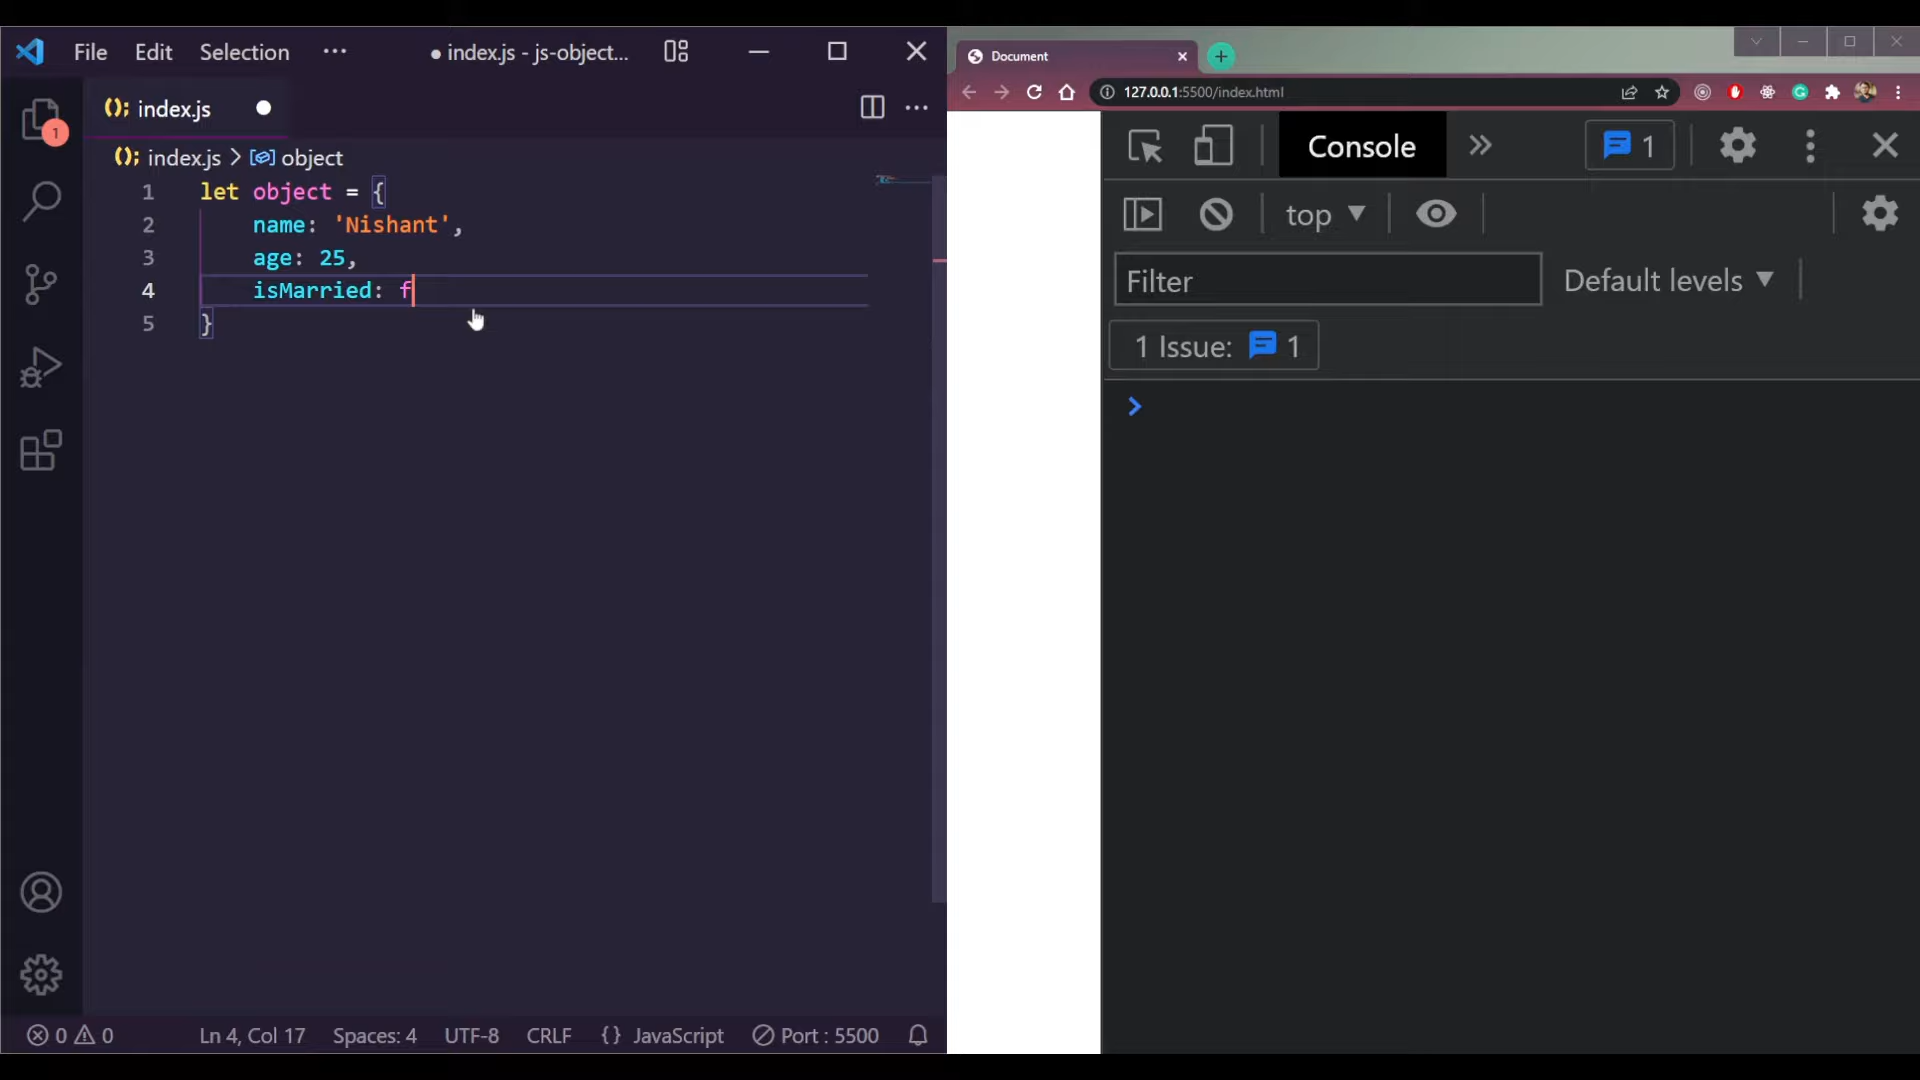 File Edit Selection ···
● index.js - js-object...
index.js
index.js > object
1 let object = {
2 name: 'Nishant',
3 age: 25,
4 isMarried: f
5 }
1
0 0 Ln 4, Col 17 Spaces: 4 UTF-8 CRLF {} JavaScript Port : 5500
Document
127.0.0.1:5500/index.html
Console » 1
top ▼
Filter Default levels ▼
1 Issue: 1
>